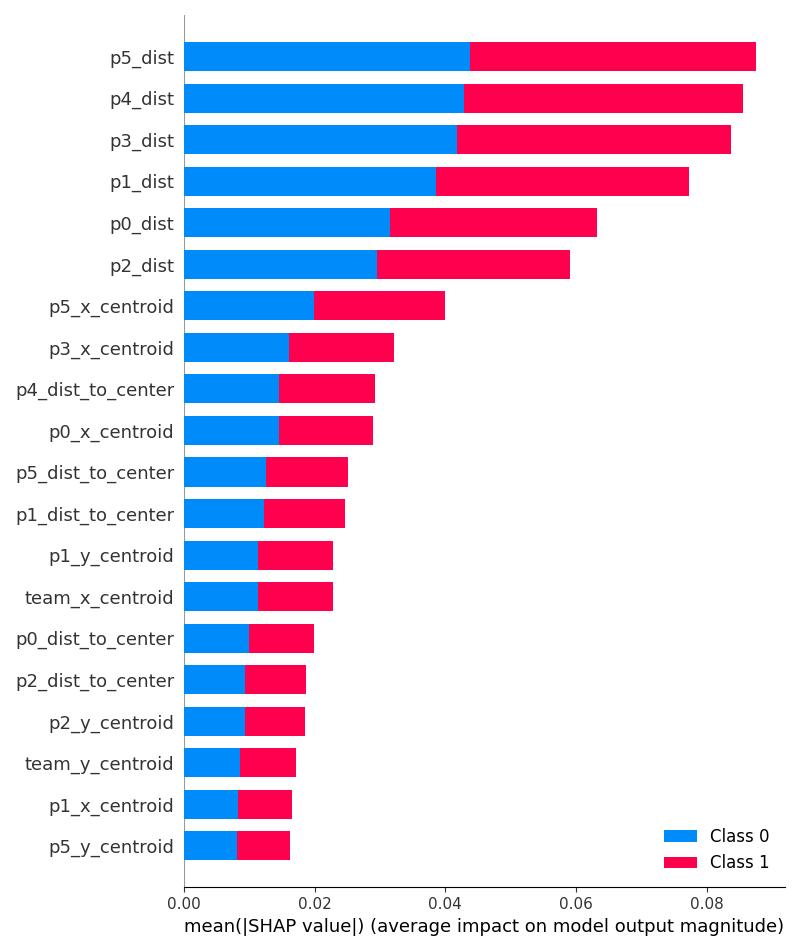 p5_dist
p4_dist
p3_dist
p1_dist
p0_dist
p2_dist
p5_x_centroid
p3_x_centroid
p4_dist_to_center
p0_x_centroid
p5_dist_to_center
p1_dist_to_center
p1_y_centroid
team_x_centroid
p0_dist_to_center
p2_dist_to_center
p2_y_centroid
team_y_centroid
p1_x_centroid
p5_y_centroid
Class 0
Class 1
0.00 0.02 0.04 0.06 0.08
mean(|SHAP value|) (average impact on model output magnitude)